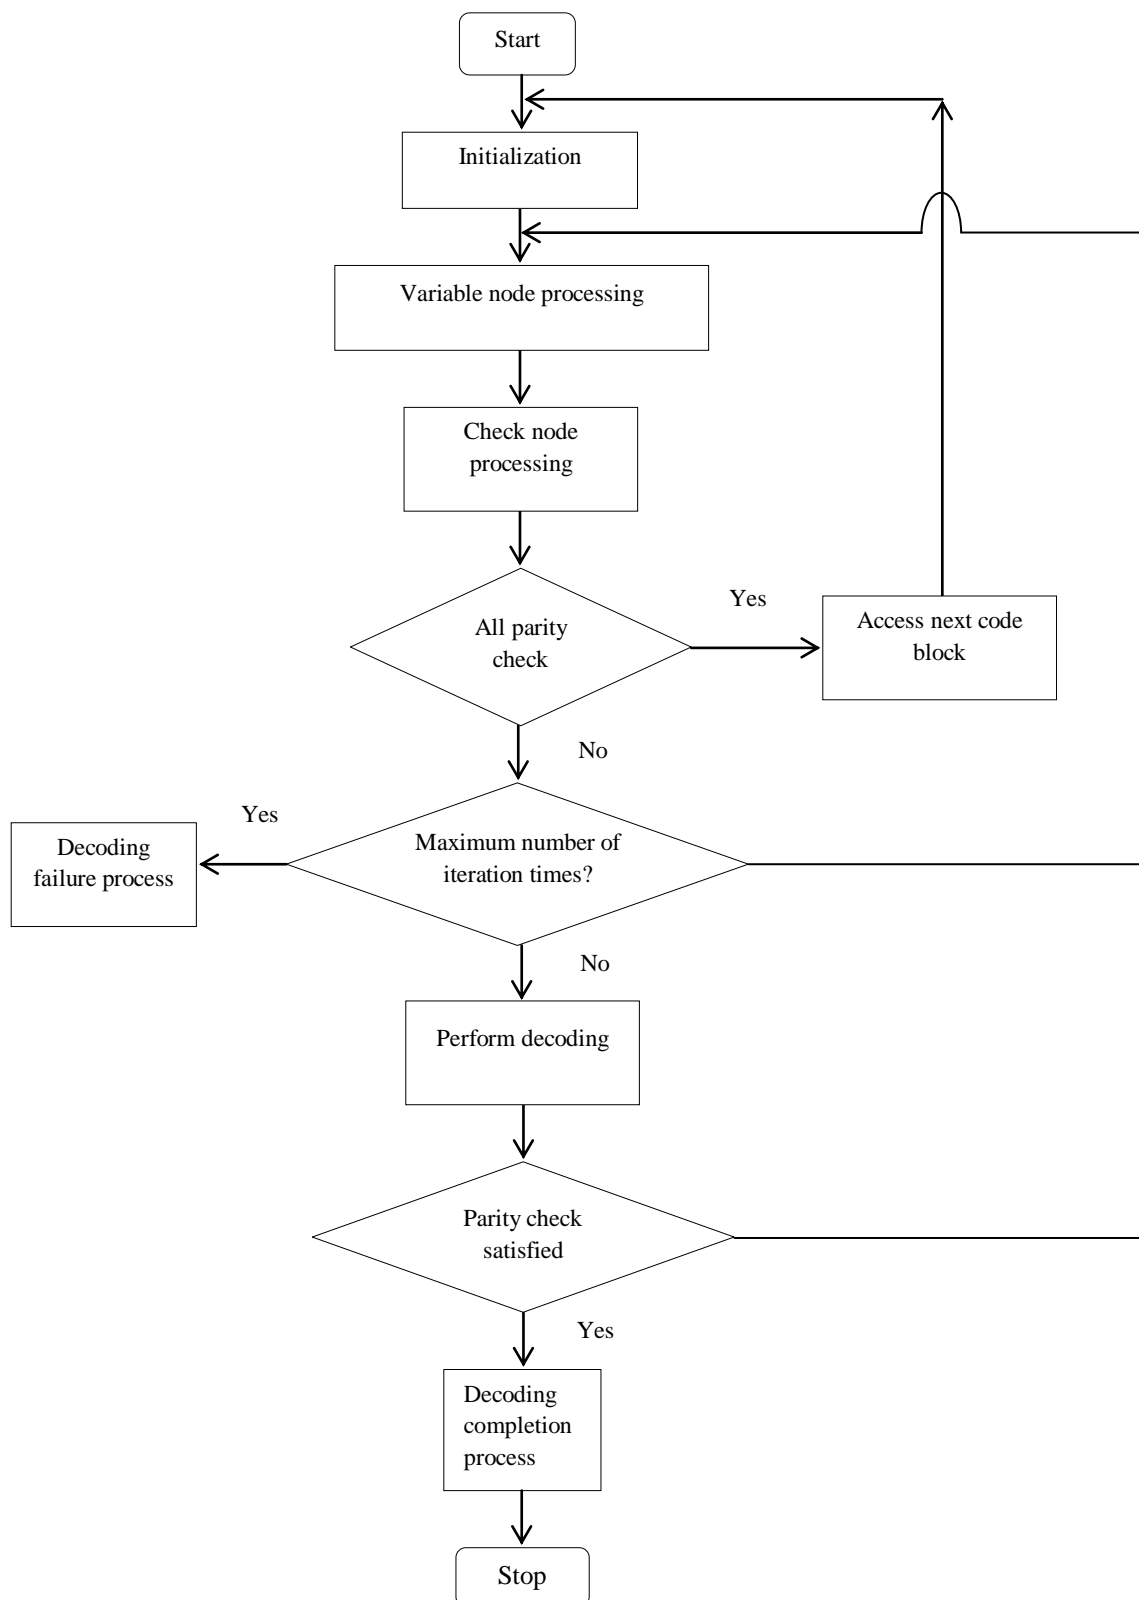 Start
Initialization
Variable node processing
Check node
processing
All parity
check
Yes
Access next code
block
No
Yes
Decoding
failure process
Maximum number of
iteration times?
No
Perform decoding
Parity check
satisfied
Yes
Decoding
completion
process
Stop